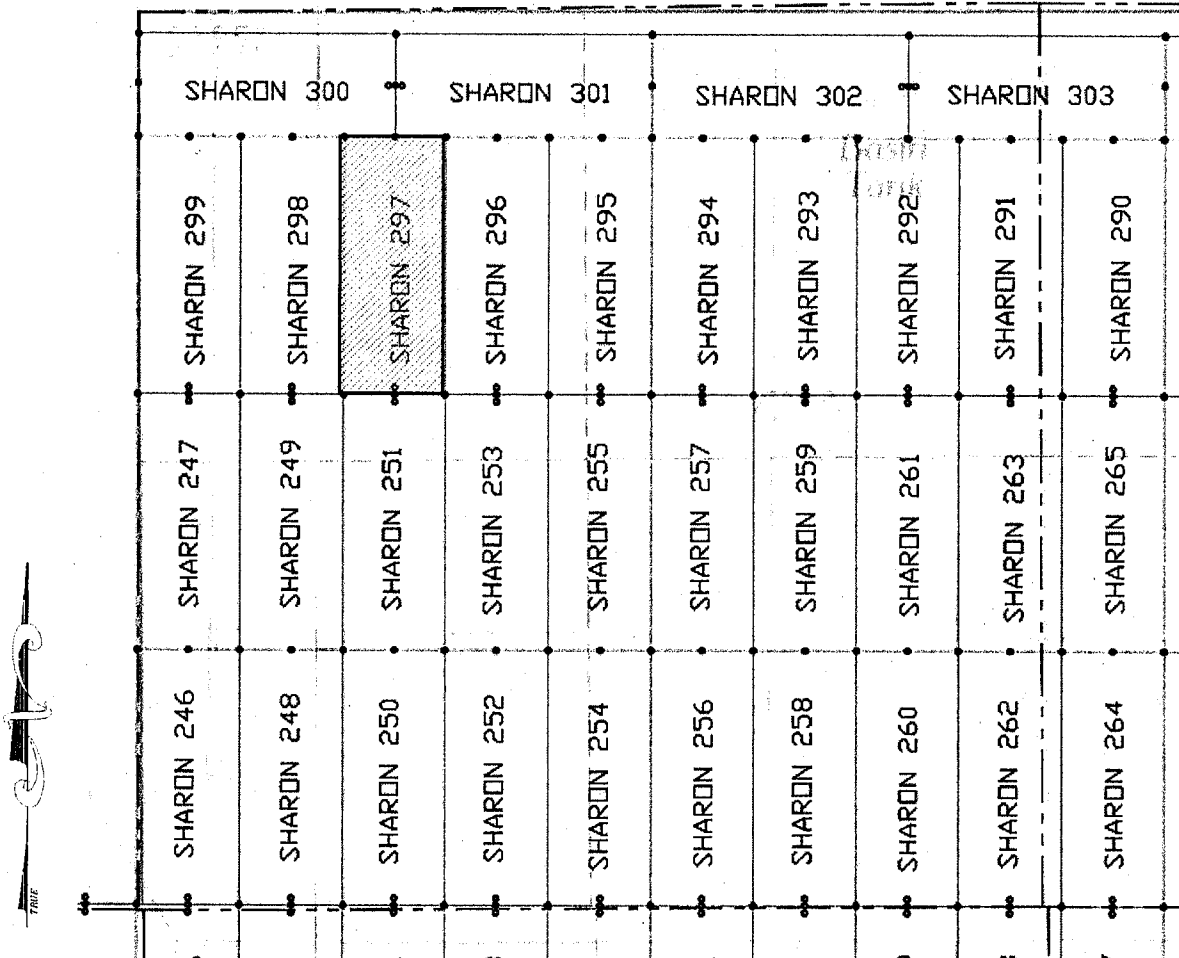 SHARON 300
SHARON 301
SHARON 302
SHARON 303
Tank
SHARON 299
SHARON 298
SHARON 297
SHARON 296
SHARON 295
SHARON 294
SHARON 293
SHARON 292
SHARON 291
SHARON 290
SHARON 247
SHARON 249
SHARON 251
SHARON 253
SHARON 255
SHARON 257
SHARON 259
SHARON 261
SHARON 263
SHARON 265
SHARON 246
SHARON 248
SHARON 250
SHARON 252
SHARON 254
SHARON 256
SHARON 258
SHARON 260
SHARON 262
SHARON 264
TRUE